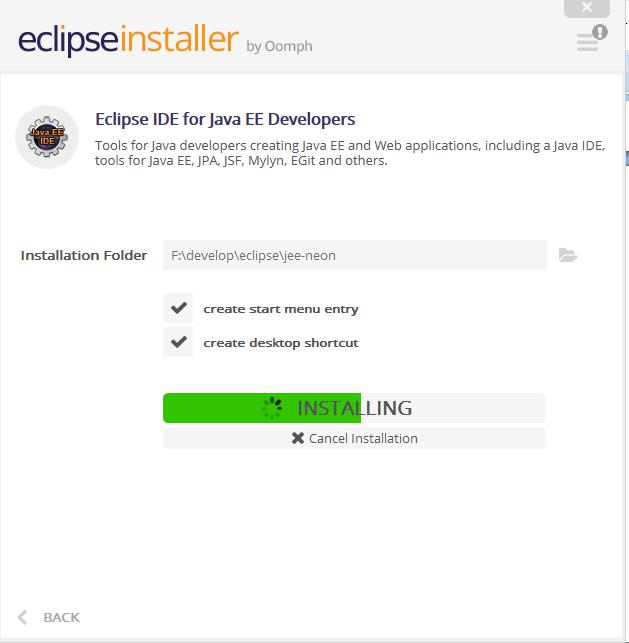 eclipseinstaller by Oomph
Eclipse IDE for Java EE Developers
Java EE
IDE
Tools for Java developers creating Java EE and Web applications, including a Java IDE,
tools for Java EE, JPA, JSF, Mylyn, EGit and others.
Installation Folder F:\develop\eclipse\jee-neon
create start menu entry
create desktop shortcut
INSTALLING
Cancel Installation
BACK